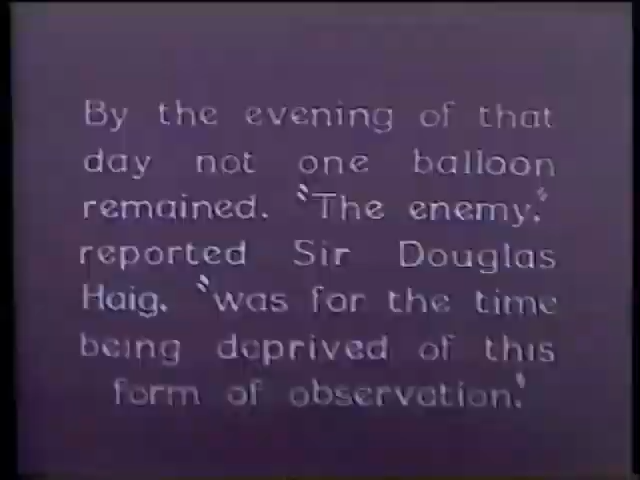 By the evening of that
day not one balloon
remained. "The enemy,"
reported Sir Douglas
Haig, "was for the time
being deprived of this
form of observation."